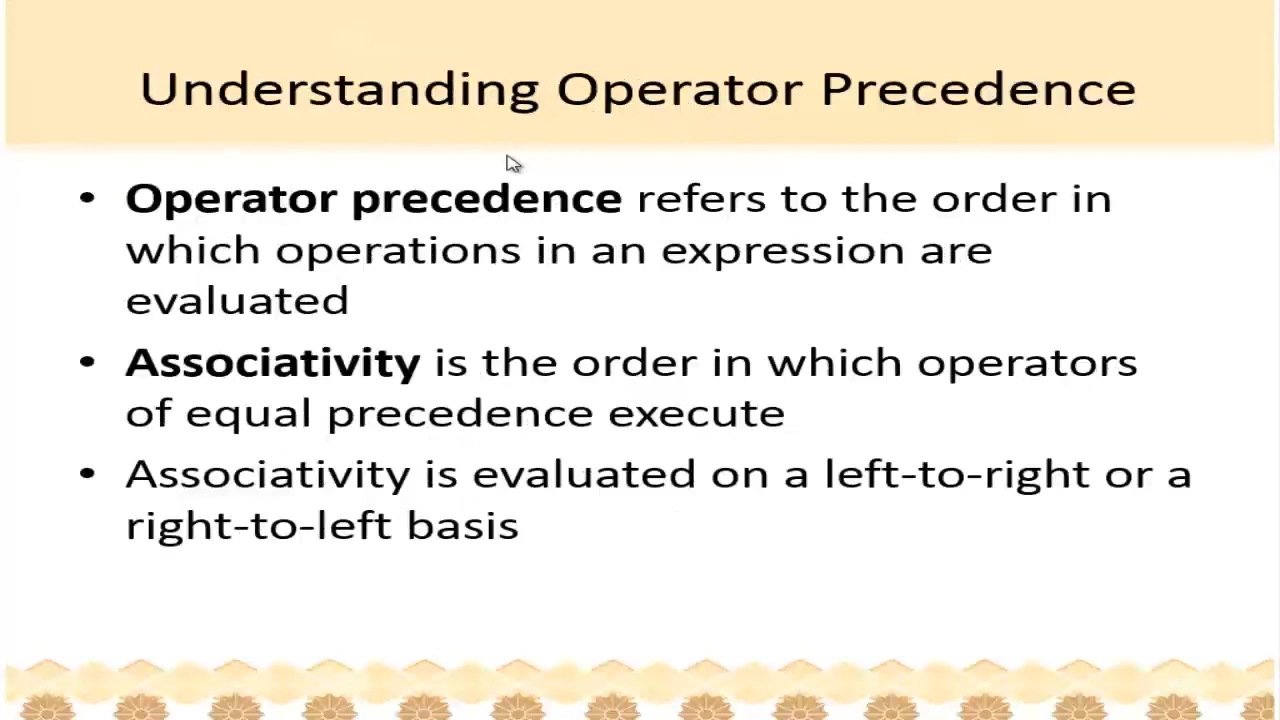 Understanding Operator Precedence
• Operator precedence refers to the order in
which operations in an expression are
evaluated
• Associativity is the order in which operators
of equal precedence execute
• Associativity is evaluated on a left-to-right or a
right-to-left basis